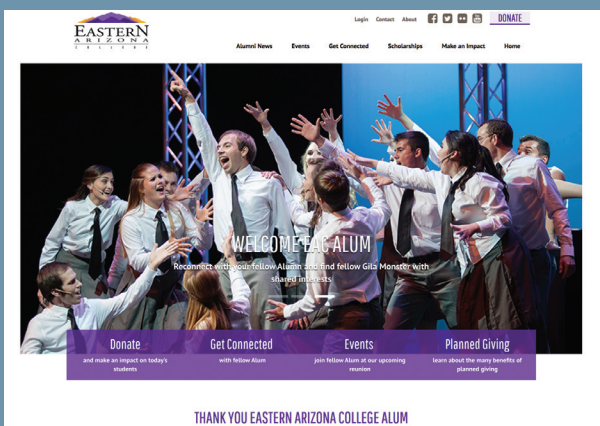 EASTERN
ARIZONA
COLLEGE
Login Contact About
DONATE
Alumni News Events Get Connected Scholarships Make an Impact Home
WELCOME EAC ALUM
Reconnect with your fellow Alumn and find fellow Gila Monster with
shared interests
Donate Get Connected Events Planned Giving
and make an impact on today's with fellow Alum join fellow Alum at our upcoming learn about the many benefits of
students reunion planned giving
THANK YOU EASTERN ARIZONA COLLEGE ALUM